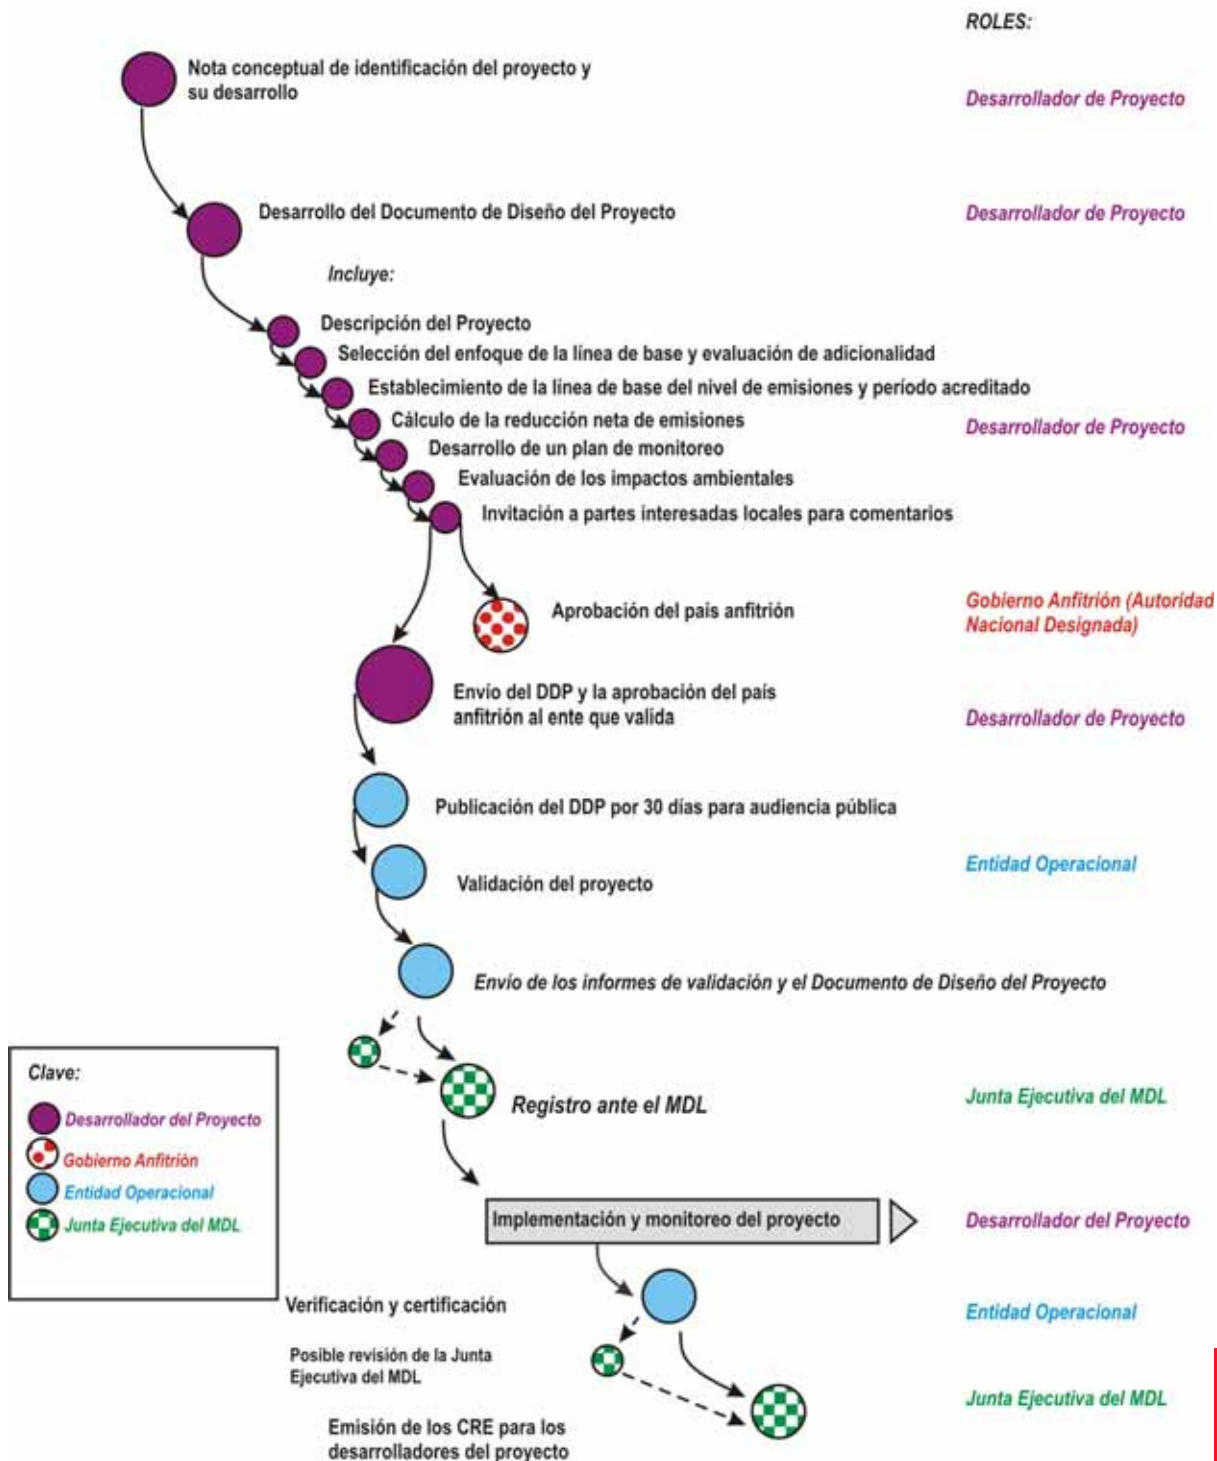 ROLES:
Nota conceptual de identificación del proyecto y
su desarrollo
Desarrollador de Proyecto
Desarrollo del Documento de Diseño del Proyecto
Desarrollador de Proyecto
Incluye:
Descripción del Proyecto
Selección del enfoque de la línea de base y evaluación de adicionalidad
Establecimiento de la línea de base del nivel de emisiones y período acreditado
Cálculo de la reducción neta de emisiones
Desarrollador de Proyecto
Desarrollo de un plan de monitoreo
Evaluación de los impactos ambientales
Invitación a partes interesadas locales para comentarios
Aprobación del país anfitrión
Gobierno Anfitrión (Autoridad
Nacional Designada)
Envío del DDP y la aprobación del país
anfitrión al ente que valida
Desarrollador de Proyecto
Publicación del DDP por 30 días para audiencia pública
Validación del proyecto
Entidad Operacional
Envío de los informes de validación y el Documento de Diseño del Proyecto
Registro ante el MDL
Junta Ejecutiva del MDL
Clave:
Desarrollador del Proyecto
Gobierno Anfitrión
Entidad Operacional
Junta Ejecutiva del MDL
Implementación y monitoreo del proyecto
Desarrollador del Proyecto
Verificación y certificación
Entidad Operacional
Posible revisión de la Junta
Ejecutiva del MDL
Junta Ejecutiva del MDL
Emisión de los CRE para los
desarrolladores del proyecto